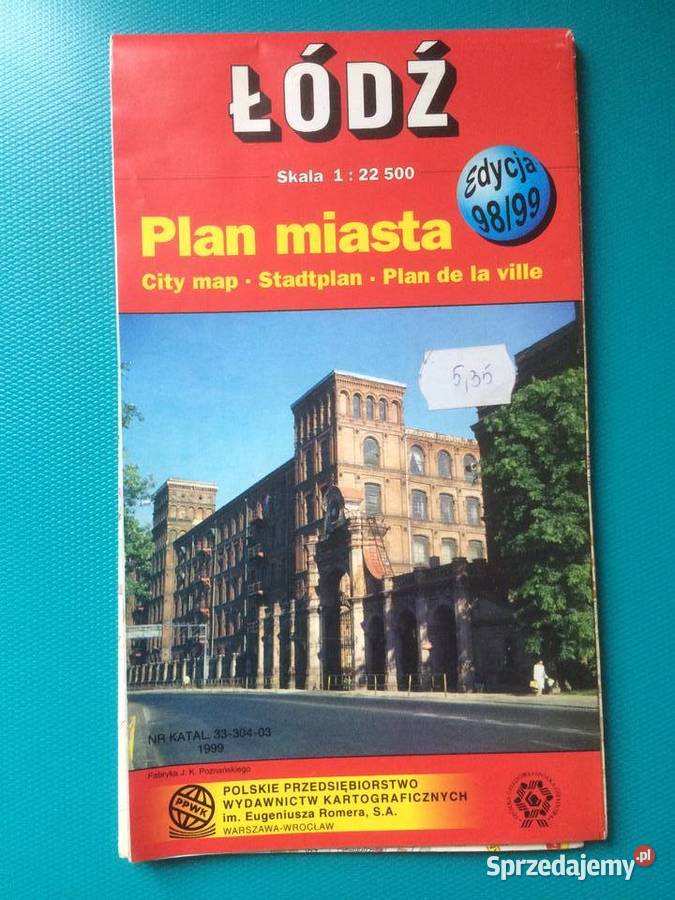 ŁÓDŹ
Skala 1 : 22 500
Edycja
98/99
Plan miasta
City map · Stadtplan · Plan de la ville
5,35
NR KATAL. 33-304-03
1999
Fabryka J. K. Poznańskiego
PPWK
POLSKIE PRZEDSIĘBIORSTWO
WYDAWNICTW KARTOGRAFICZNYCH
im. Eugeniusza Romera, S.A.
WARSZAWA-WROCŁAW
Sprzedajemy.pl